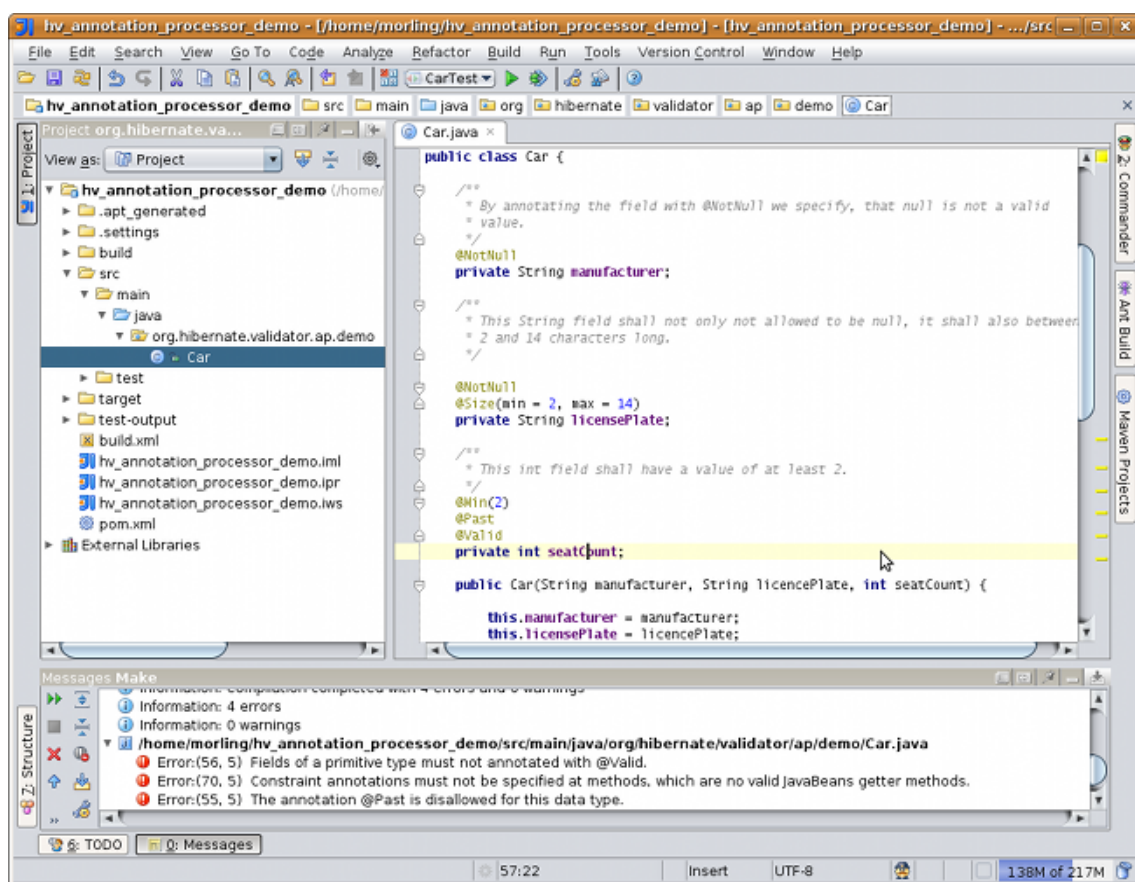 hv_annotation_processor_demo - [/home/morling/hv_annotation_processor_demo] - [hv_annotation_processor_demo] - .../src
File Edit Search View Go To Code Analyze Refactor Build Run Tools Version Control Window Help
CarTest
hv_annotation_processor_demo src main java org hibernate validator ap demo Car
1: Project
Project org.hibernate.va...
View as: Project
hv_annotation_processor_demo (/home/
.apt_generated
.settings
build
src
main
java
org.hibernate.validator.ap.demo
Car
test
target
test-output
build.xml
hv_annotation_processor_demo.iml
hv_annotation_processor_demo.ipr
hv_annotation_processor_demo.iws
pom.xml
External Libraries
Car.java
public class Car {
/**
* By annotating the field with @NotNull we specify, that null is not a valid
* value.
*/
@NotNull
private String manufacturer;
/**
* This String field shall not only not allowed to be null, it shall also between
* 2 and 14 characters long.
*/
@NotNull
@Size(min = 2, max = 14)
private String licensePlate;
/**
* This int field shall have a value of at least 2.
*/
@Min(2)
@Past
@Valid
private int seatCount;
public Car(String manufacturer, String licencePlate, int seatCount) {
this.manufacturer = manufacturer;
this.licensePlate = licencePlate;
2: Commander
Ant Build
Maven Projects
Messages Make
Information: Compilation completed with 4 errors and 0 warnings
Information: 4 errors
Information: 0 warnings
/home/morling/hv_annotation_processor_demo/src/main/java/org/hibernate/validator/ap/demo/Car.java
Error:(56, 5) Fields of a primitive type must not annotated with @Valid.
Error:(70, 5) Constraint annotations must not be specified at methods, which are no valid JavaBeans getter methods.
Error:(55, 5) The annotation @Past is disallowed for this data type.
Z: Structure
6: TODO
0: Messages
57:22 Insert UTF-8 138M of 217M